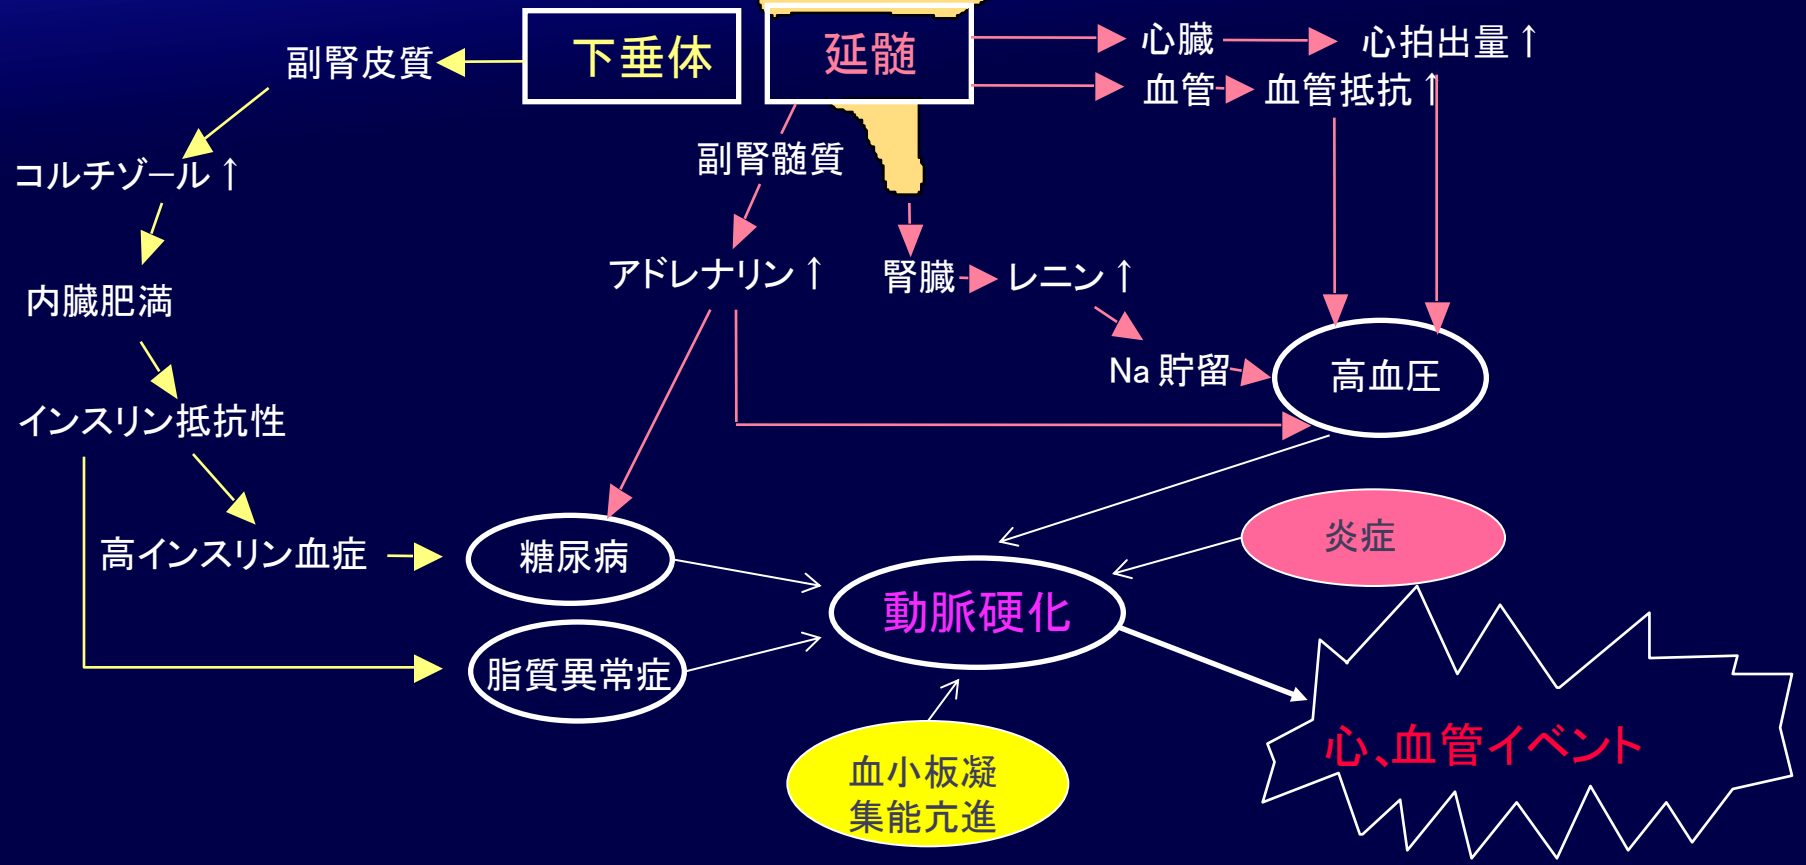 下垂体
延髄
副腎皮質
心臓
心拍出量↑
血管
血管抵抗↑
副腎髄質
コルチゾール↑
アドレナリン↑
腎臓
レニン↑
内臓肥満
Na 貯留
高血圧
インスリン抵抗性
高インスリン血症
糖尿病
炎症
動脈硬化
脂質異常症
心、血管イベント
血小板凝
集能亢進